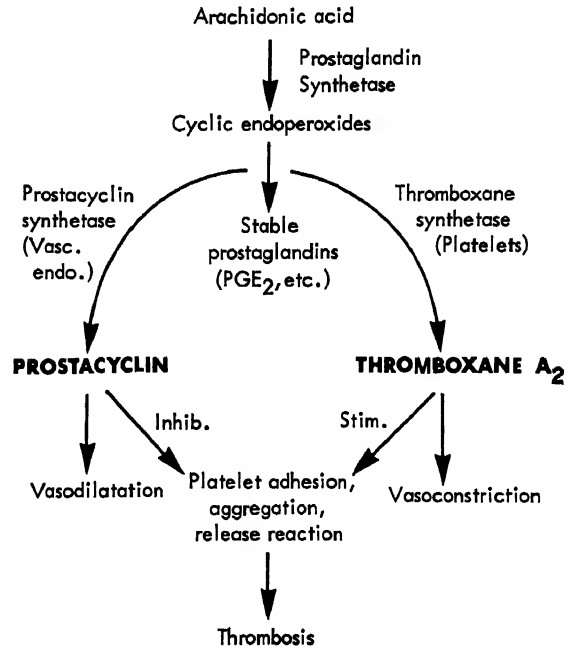 Arachidonic acid
Prostaglandin
Synthetase
Cyclic endoperoxides
Prostacyclin
synthetase
(Vasc.
endo.)
Stable
prostaglandins
(PGE2, etc.)
Thromboxane
synthetase
(Platelets)
PROSTACYCLIN
THROMBOXANE A2
Inhib.
Stim.
Vasodilatation
Platelet adhesion,
aggregation,
release reaction
Vasoconstriction
Thrombosis